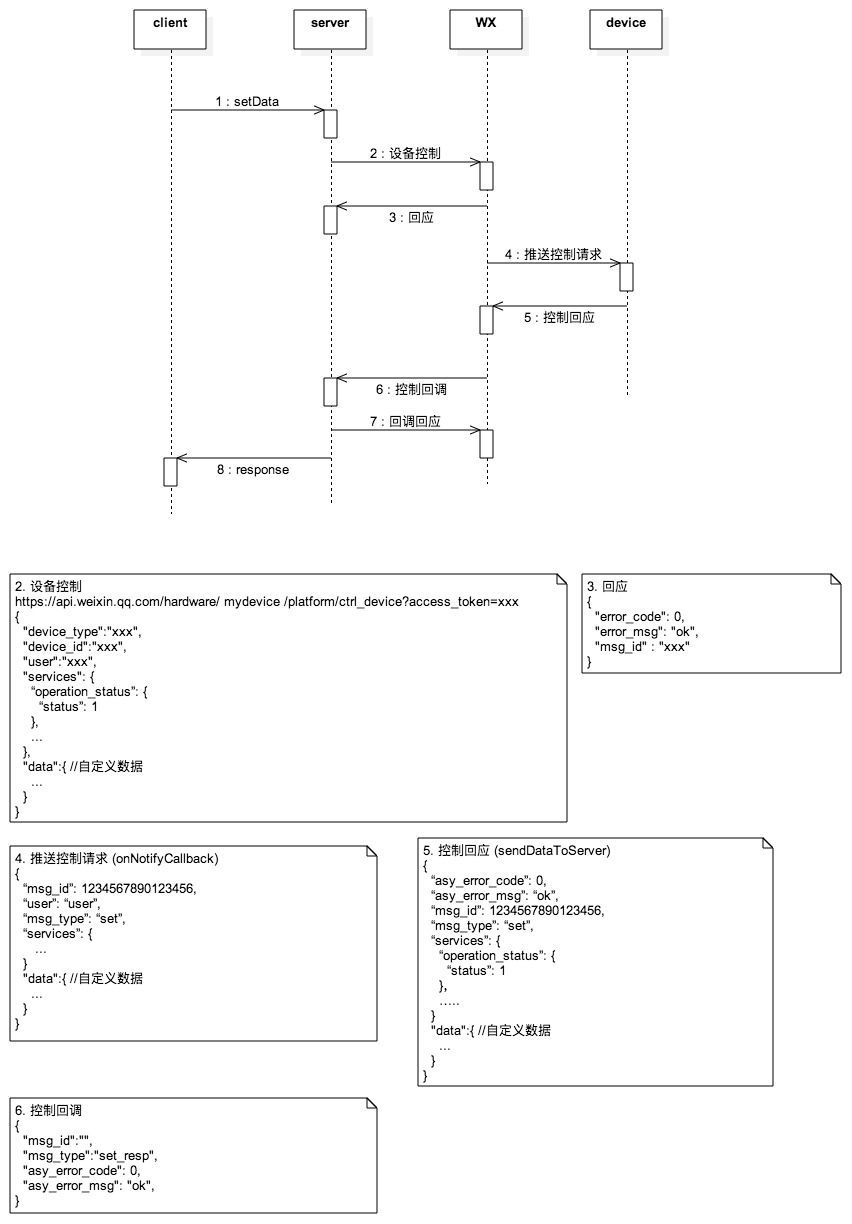 client
server
WX
device
1 : setData
2 : 设备控制
3 : 回应
4 : 推送控制请求
5 : 控制回应
6 : 控制回调
7 : 回调回应
8 : response
2. 设备控制
https://api.weixin.qq.com/hardware/ mydevice /platform/ctrl_device?access_token=xxx
{
"device_type":"xxx",
"device_id":"xxx",
"user":"xxx",
"services": {
“operation_status”: {
“status”: 1
},
...
},
"data":{ //自定义数据
...
}
}
3. 回应
{
"error_code": 0,
"error_msg": "ok",
"msg_id" : "xxx"
}
4. 推送控制请求 (onNotifyCallback)
{
“msg_id”: 1234567890123456,
“user”: “user”,
“msg_type”: “set”,
“services”: {
...
}
"data":{ //自定义数据
...
}
}
5. 控制回应 (sendDataToServer)
{
“asy_error_code”: 0,
“asy_error_msg”: “ok”,
“msg_id”: 1234567890123456,
“msg_type”: “set”,
“services”: {
“operation_status”: {
“status”: 1
},
.....
}
"data":{ //自定义数据
...
}
}
6. 控制回调
{
"msg_id":"",
"msg_type":"set_resp",
"asy_error_code": 0,
"asy_error_msg": "ok",
}